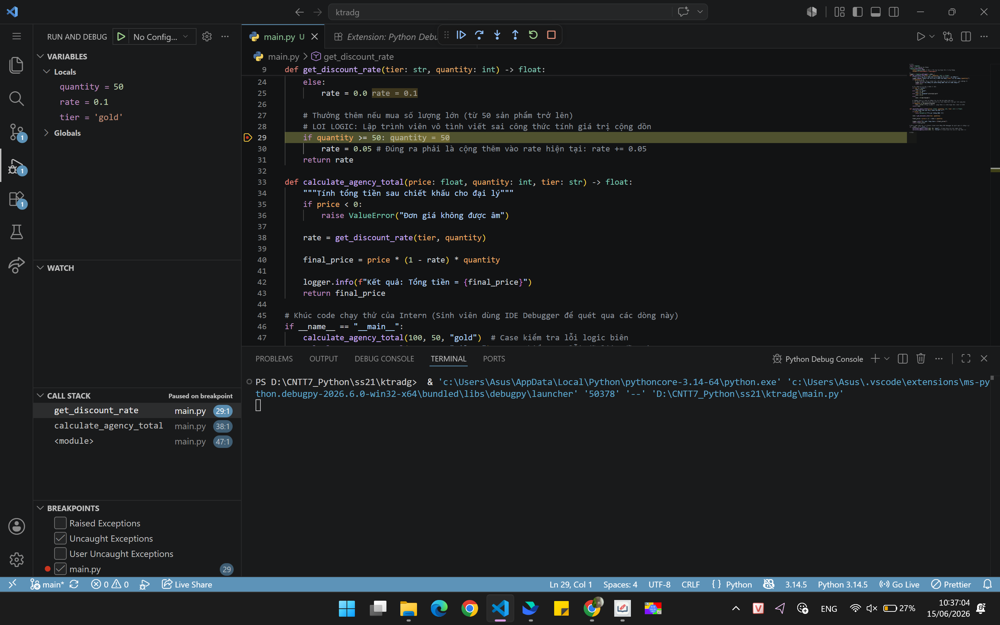 ktradg
RUN AND DEBUG
No Config...
main.py U
Extension: Python Debu
main.py > get_discount_rate
VARIABLES
Locals
quantity = 50
rate = 0.1
tier = 'gold'
Globals
WATCH
CALL STACK
Paused on breakpoint
get_discount_rate main.py 29:1
calculate_agency_total main.py 38:1
<module> main.py 47:1
BREAKPOINTS
Raised Exceptions
Uncaught Exceptions
User Uncaught Exceptions
main.py 29
1
1
1
9 def get_discount_rate(tier: str, quantity: int) -> float:
24 else:
25 rate = 0.0 rate = 0.1
26
27 # Thưởng thêm nếu mua số lượng lớn (từ 50 sản phẩm trở lên)
28 # LOI LOGIC: Lập trình viên vô tình viết sai công thức tính giá trị cộng dồn
29 if quantity >= 50: quantity = 50
30 rate = 0.05 # Đúng ra phải là cộng thêm vào rate hiện tại: rate += 0.05
31 return rate
32
33 def calculate_agency_total(price: float, quantity: int, tier: str) -> float:
34 """Tính tổng tiền sau chiết khấu cho đại lý"""
35 if price < 0:
36 raise ValueError("Đơn giá không được âm")
37
38 rate = get_discount_rate(tier, quantity)
39
40 final_price = price * (1 - rate) * quantity
41
42 logger.info(f"Kết quả: Tổng tiền = {final_price}")
43 return final_price
44
45 # Khúc code chạy thử của Intern (Sinh viên dùng IDE Debugger để quét qua các dòng này)
46 if __name__ == "__main__":
47 calculate_agency_total(100, 50, "gold") # Case kiểm tra lỗi logic biên
PROBLEMS OUTPUT DEBUG CONSOLE TERMINAL PORTS
Python Debug Console
PS D:\CNTT7_Python\ss21\ktradg> & 'c:\Users\Asus\AppData\Local\Python\pythoncore-3.14-64\python.exe' 'c:\Users\Asus\.vscode\extensions\ms-py
thon.debugpy-2026.6.0-win32-x64\bundled\libs\debugpy\launcher' '50378' '--' 'D:\CNTT7_Python\ss21\ktradg\main.py'
main* 0 0 Live Share
Ln 29, Col 1 Spaces: 4 UTF-8 CRLF { } Python 3.14.5 Python 3.14.5 Go Live Prettier
ENG 27% 10:37:04
15/06/2026